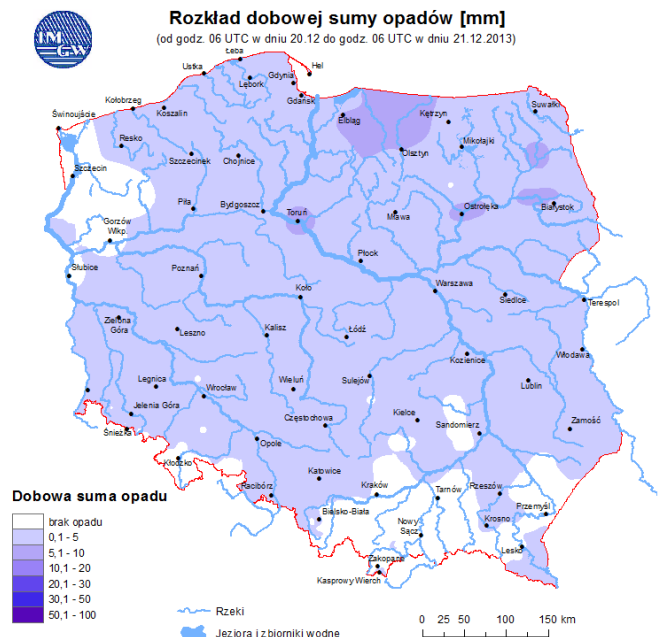 IM
GW
Rozkład dobowej sumy opadów [mm]
(od godz. 06 UTC w dniu 20.12 do godz. 06 UTC w dniu 21.12.2013)
Łeba
Hel
Ustka
Gdynia
Lębork
Gdańsk
Kołobrzeg
Koszalin
Świnoujście
Elbląg
Kętrzyn
Suwałki
Resko
Szczecinek
Chojnice
Olsztyn
Mikołajki
Szczecin
Piła
Bydgoszcz
Toruń
Mława
Ostrołęka
Białystok
Gorzów
Wlkp.
Płock
Słubice
Poznań
Koło
Warszawa
Siedlce
Terespol
Zielona
Góra
Leszno
Kalisz
Łódź
Kozienice
Włodawa
Legnica
Wrocław
Wieluń
Sulejów
Lublin
Jelenia Góra
Śnieżka
Częstochowa
Kielce
Sandomierz
Zamość
Kłodzko
Opole
Katowice
Kraków
Tarnów
Rzeszów
Racibórz
Bielsko-Biała
Nowy
Sącz
Krosno
Przemyśl
Lesko
Zakopane
Kasprowy Wierch
Dobowa suma opadu
brak opadu
0,1 - 5
5,1 - 10
10,1 - 20
20,1 - 30
30,1 - 50
50,1 - 100
Rzeki
Jeziora i zbiorniki wodne
0 25 50 100 150 km